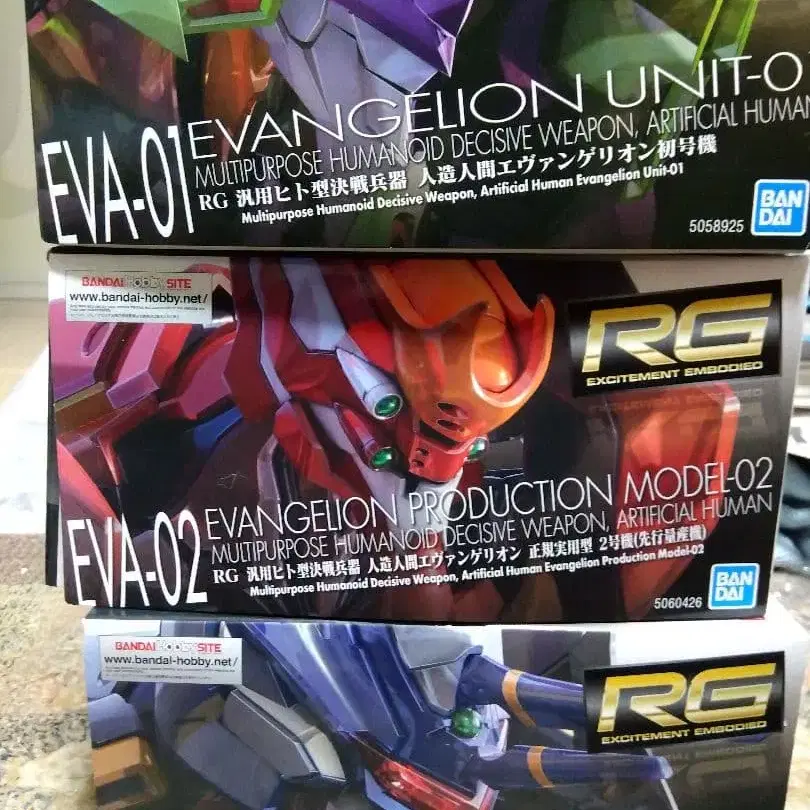 EVA-01
EVANGELION UNIT-0
MULTIPURPOSE HUMANOID DECISIVE WEAPON, ARTIFICIAL HUMAN
RG 汎用ヒト型決戦兵器 人造人間エヴァンゲリオン初号機
Multipurpose Humanoid Decisive Weapon, Artificial Human Evangelion Unit-01
5058925
BAN
DAI
BANDAI Hobby SITE
www.bandai-hobby.net/
RG
EXCITEMENT EMBODIED
EVA-02
EVANGELION PRODUCTION MODEL-02
MULTIPURPOSE HUMANOID DECISIVE WEAPON, ARTIFICIAL HUMAN
RG 汎用ヒト型決戦兵器 人造人間エヴァンゲリオン 正規実用型 2号機(先行量産機)
Multipurpose Humanoid Decisive Weapon, Artificial Human Evangelion Production Model-02
5060426
BAN
DAI
BANDAI Hobby SITE
www.bandai-hobby.net/
RG
EXCITEMENT EMBODIED